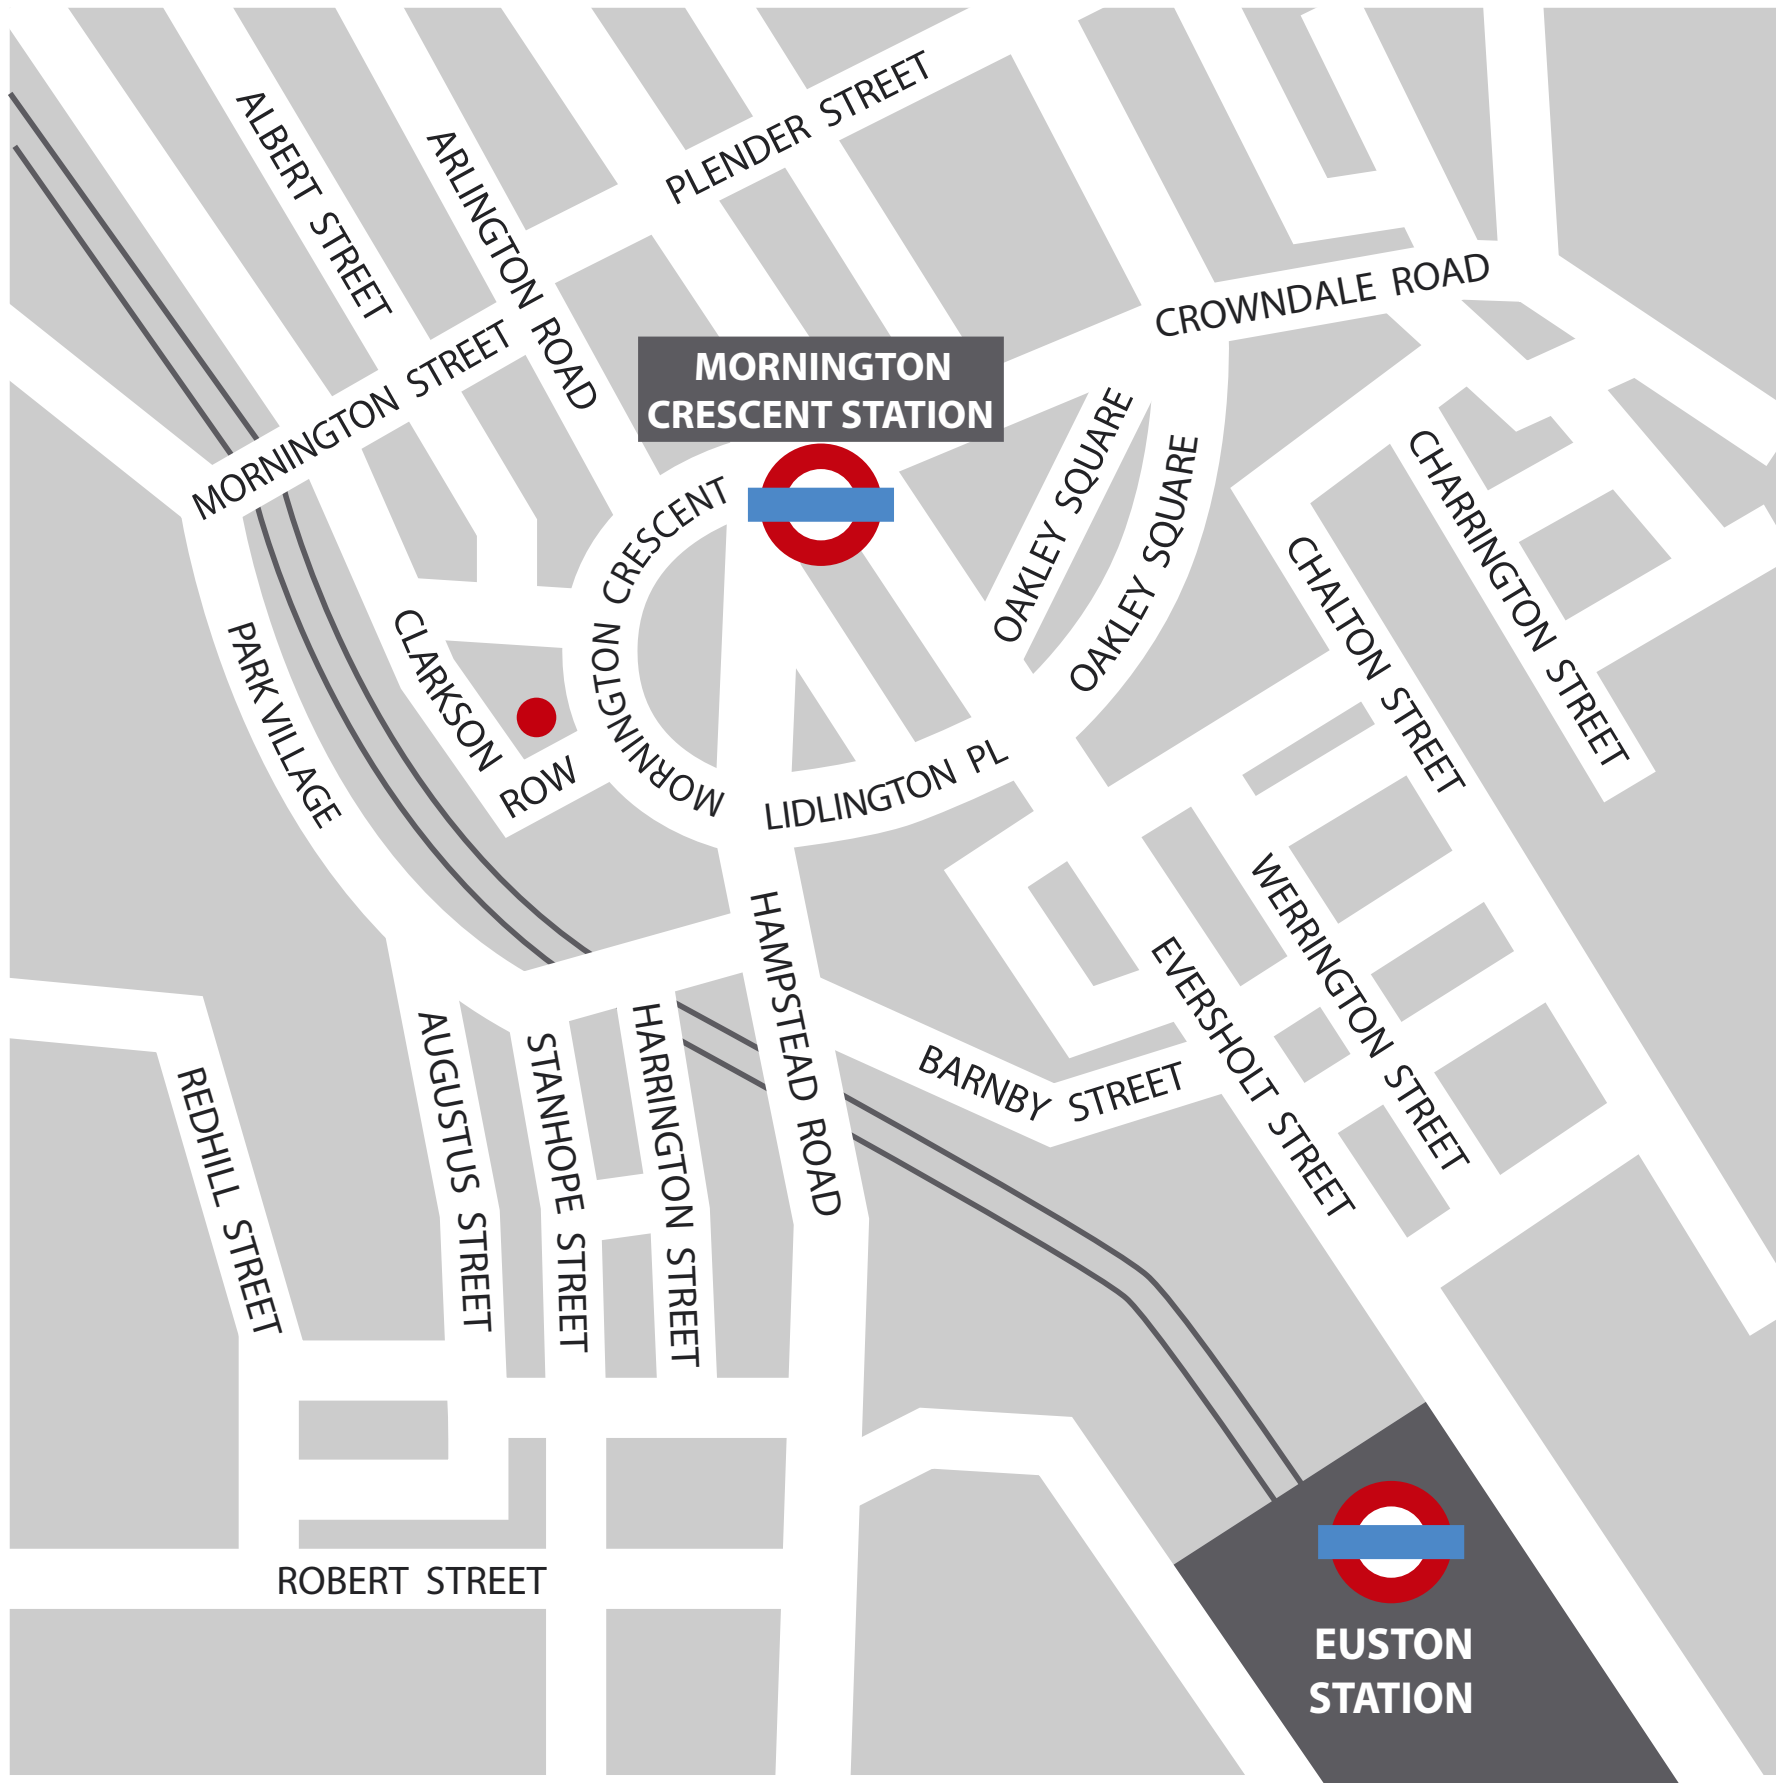 ALBERT STREET
ARLINGTON ROAD
PLENDER STREET
MORNINGTON STREET
CROWNDALE ROAD
MORNINGTON
CRESCENT STATION
MORNINGTON CRESCENT
OAKLEY SQUARE
OAKLEY SQUARE
CHARRINGTON STREET
CHALTON STREET
PARK VILLAGE
CLARKSON
ROW
LIDLINGTON PL
HAMPSTEAD ROAD
WERRINGTON STREET
EVERSHOLT STREET
BARNBY STREET
AUGUSTUS STREET
STANHOPE STREET
HARRINGTON STREET
REDHILL STREET
ROBERT STREET
EUSTON
STATION